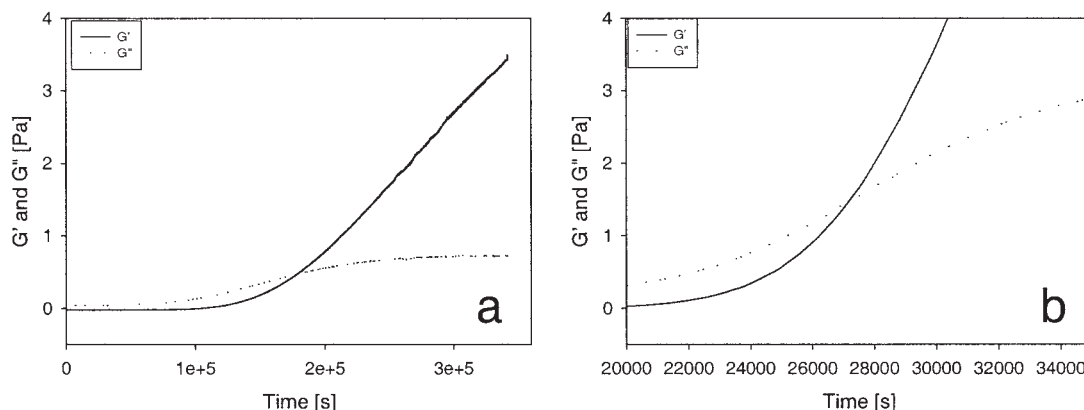 4
3
2
1
0
G' and G" [Pa]
G'
G"
a
0 1e+5 2e+5 3e+5
Time [s]
4
3
2
1
0
G' and G" [Pa]
G'
G"
b
20000 22000 24000 26000 28000 30000 32000 34000
Time [s]